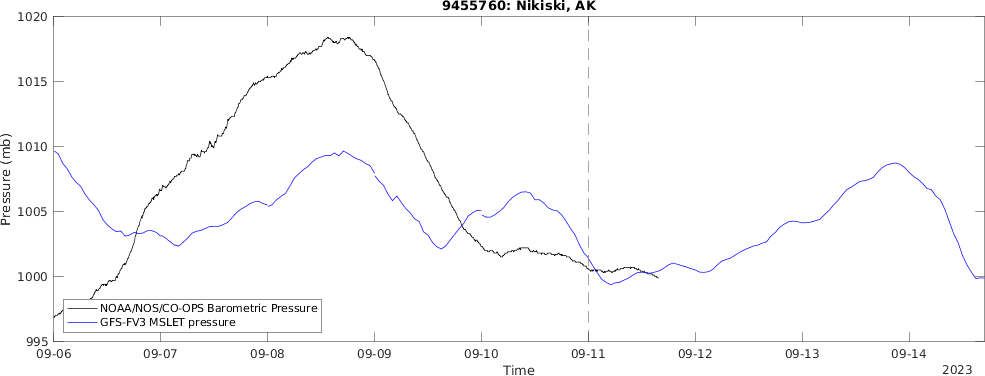 9455760: Nikiski, AK
1020
1015
1010
1005
1000
995
Pressure (mb)
NOAA/NOS/CO-OPS Barometric Pressure
GFS-FV3 MSLET pressure
09-06 09-07 09-08 09-09 09-10 09-11 09-12 09-13 09-14
Time
2023